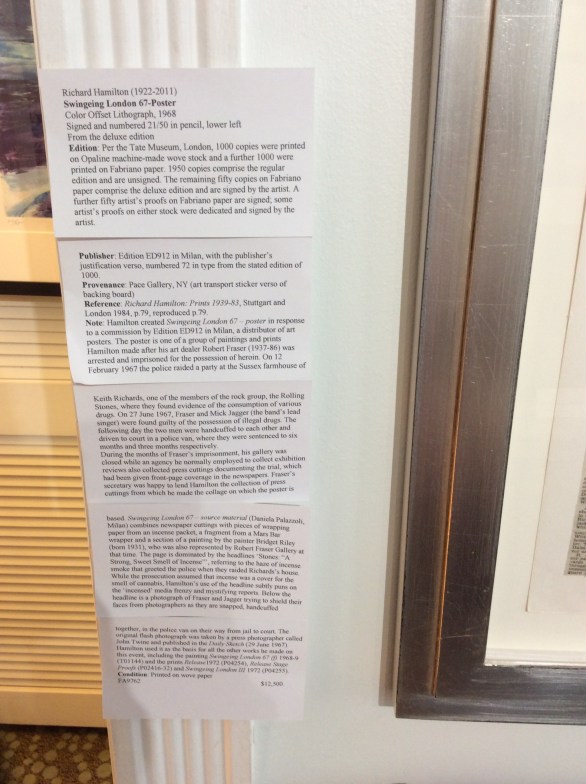 Richard Hamilton (1922-2011)
Swingeing London 67-Poster
Color Offset Lithograph, 1968
Signed and numbered 21/50 in pencil, lower left
From the deluxe edition
Edition: Per the Tate Museum, London, 1000 copies were printed
on Opaline machine-made wove stock and a further 1000 were
printed on Fabriano paper. 1950 copies comprise the regular
edition and are unsigned. The remaining fifty copies on Fabriano
paper comprise the deluxe edition and are signed by the artist. A
further fifty artist's proofs on Fabriano paper are signed; some
artist's proofs on either stock were dedicated and signed by the
artist.
Publisher: Edition ED912 in Milan, with the publisher's
justification verso, numbered 72 in type from the stated edition of
1000.
Provenance: Pace Gallery, NY (art transport sticker verso of
backing board)
Reference: Richard Hamilton: Prints 1939-83, Stuttgart and
London 1984, p.79, reproduced p.79.
Note: Hamilton created Swingeing London 67 - poster in response
to a commission by Edition ED912 in Milan, a distributor of art
posters. The poster is one of a group of paintings and prints
Hamilton made after his art dealer Robert Fraser (1937-86) was
arrested and imprisoned for the possession of heroin. On 12
February 1967 the police raided a party at the Sussex farmhouse of
Keith Richards, one of the members of the rock group, the Rolling
Stones, where they found evidence of the consumption of various
drugs. On 27 June 1967, Fraser and Mick Jagger (the band's lead
singer) were found guilty of the possession of illegal drugs. The
following day the two men were handcuffed to each other and
driven to court in a police van, where they were sentenced to six
months and three months respectively.
During the months of Fraser's imprisonment, his gallery was
closed while an agency he normally employed to collect exhibition
reviews also collected press cuttings documenting the trial, which
had been given front-page coverage in the newspapers. Fraser's
secretary was happy to lend Hamilton the collection of press
cuttings from which he made the collage on which the poster is
based. Swingeing London 67 - source material (Daniela Palazzoli,
Milan) combines newspaper cuttings with pieces of wrapping
paper from an incense packet, a fragment from a Mars Bar
wrapper and a section of a painting by the painter Bridget Riley
(born 1931), who was also represented by Robert Fraser Gallery at
that time. The page is dominated by the headlines 'Stones: "A
Strong, Sweet Smell of Incense"', referring to the haze of incense
smoke that greeted the police when they raided Richards's house.
While the prosecution assumed that incense was a cover for the
smell of cannabis, Hamilton's use of the headline subtly puns on
the 'incensed' media frenzy and mystifying reports. Below the
headline is a photograph of Fraser and Jagger trying to shield their
faces from photographers as they are snapped, handcuffed
together, in the police van on their way from jail to court. The
original flash photograph was taken by a press photographer called
John Twine and published in the Daily Sketch (29 June 1967).
Hamilton used it as the basis for all the other works he made on
this event, including the painting Swingeing London 67 (f) 1968-9
(T01144) and the prints Release 1972 (P04254), Release Stage
Proofs (P02416-32) and Swingeing London III 1972 (P04255).
Condition: Printed on wove paper
FA9762 $12,500